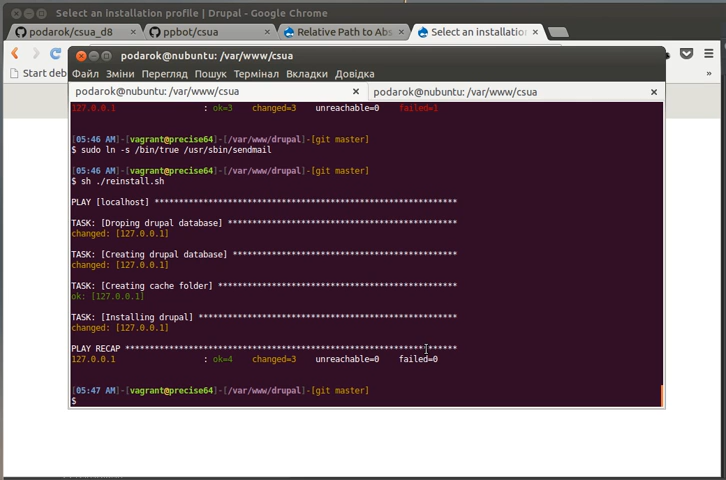 Select an installation profile | Drupal - Google Chrome
podarok/csua_d8
ppbot/csua
Relative Path to Abs
Select an installation
podarok@nubuntu: /var/www/csua
Start deb
»
Файл Зміни Перегляд Пошук Термінал Вкладки Довідка
podarok@nubuntu: /var/www/csua
podarok@nubuntu: /var/www/csua
127.0.0.1 : ok=3 changed=3 unreachable=0 failed=1
[05:46 AM]-[vagrant@precise64]-[/var/www/drupal]-[git master]
$ sudo ln -s /bin/true /usr/sbin/sendmail
[05:46 AM]-[vagrant@precise64]-[/var/www/drupal]-[git master]
$ sh ./reinstall.sh
PLAY [localhost] **************************************************************
TASK: [Droping drupal database] ***********************************************
changed: [127.0.0.1]
TASK: [Creating drupal database] **********************************************
changed: [127.0.0.1]
TASK: [Creating cache folder] *************************************************
ok: [127.0.0.1]
TASK: [Installing drupal] *****************************************************
changed: [127.0.0.1]
PLAY RECAP ********************************************************************
127.0.0.1 : ok=4 changed=3 unreachable=0 failed=0
[05:47 AM]-[vagrant@precise64]-[/var/www/drupal]-[git master]
$